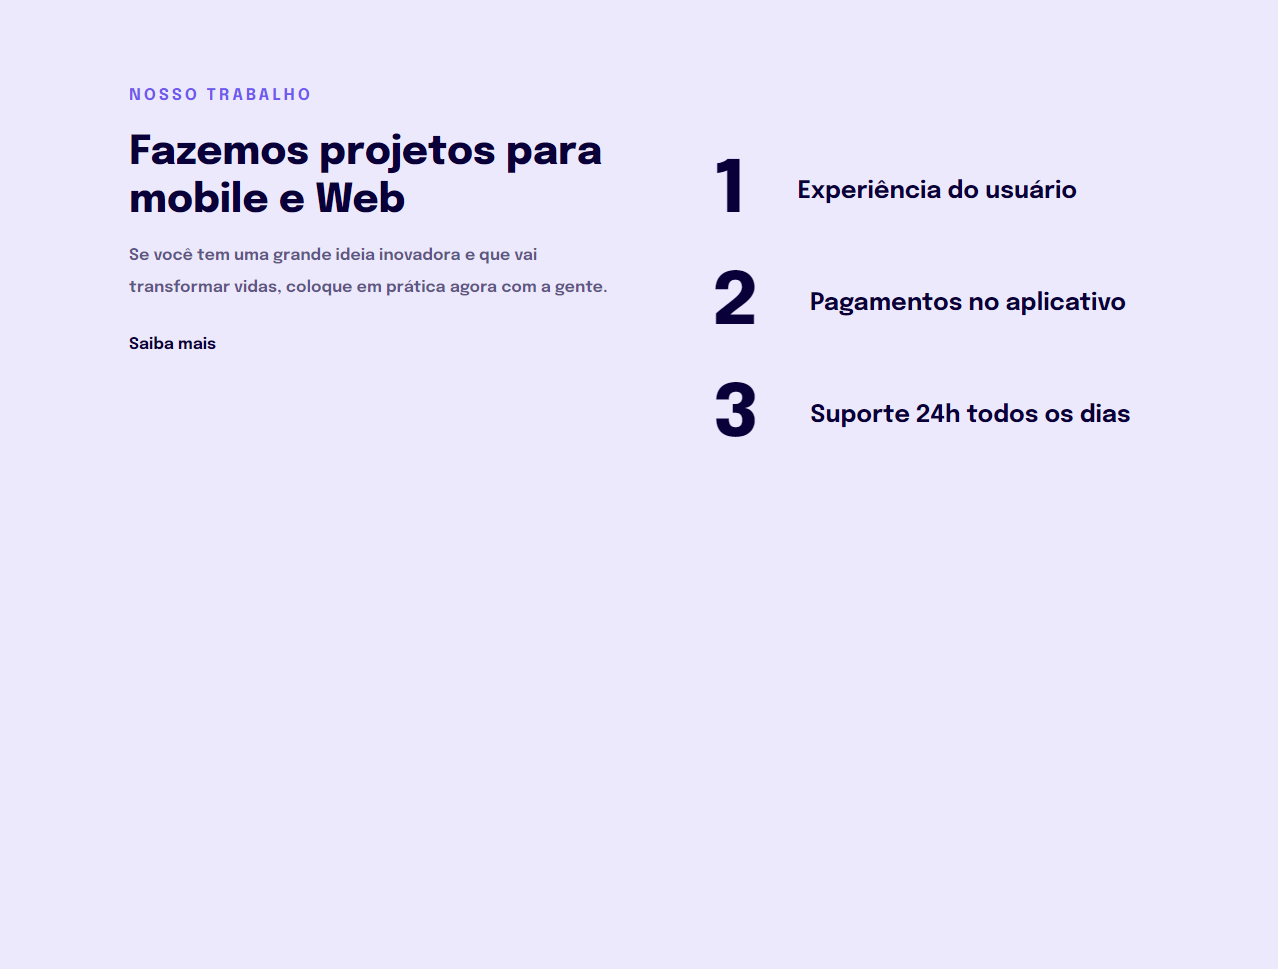 NOSSO TRABALHO
Fazemos projetos para
mobile e Web
Se você tem uma grande ideia inovadora e que vai
transformar vidas, coloque em prática agora com a gente.
Saiba mais
1 Experiência do usuário
2 Pagamentos no aplicativo
3 Suporte 24h todos os dias